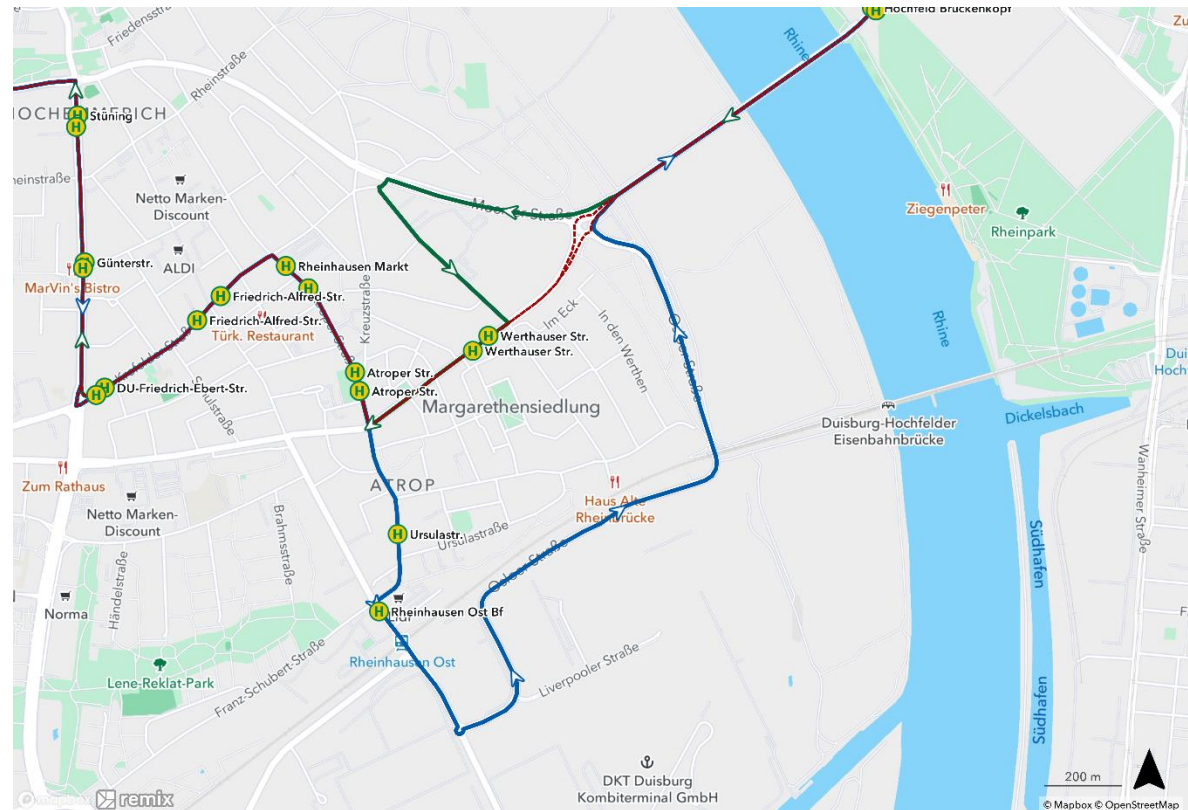 Friedensstraße
Hochfeld Brückenkopf
Zu
Rhine
Rheinstraße
HOCHEMMERICH
Stüning
Netto Marken-
Discount
Ziegenpeter
Moerser Straße
Rheinpark
Günterstr.
ALDI
MarVin's Bistro
Rheinhausen Markt
Kreuzstraße
Friedrich-Alfred-Str.
Friedrich-Alfred-Str.
Türk. Restaurant
Im Eck
Werthauser Str.
Werthauser Str.
In den Werthen
Rhine
Atroper Str.
Atroper Str.
DU-Friedrich-Ebert-Str.
Schulstraße
Margarethensiedlung
Duisburg-Hochfelder
Eisenbahnbrücke
Dickelsbach
Wanheimer Straße
Zum Rathaus
ATROP
Haus Alte
Rheinbrücke
Netto Marken-
Discount
Brahmsstraße
Ursulastr.
Ursulastraße
Südhafen
Südhafen
Händelstraße
Norma
Rheinhausen Ost Bf
Rheinhausen Ost
Franz-Schubert-Straße
Lene-Reklat-Park
Liverpooler Straße
Südhafen
DKT Duisburg
Kombiterminal GmbH
200 m
mapbox remix
© Mapbox © OpenStreetMap